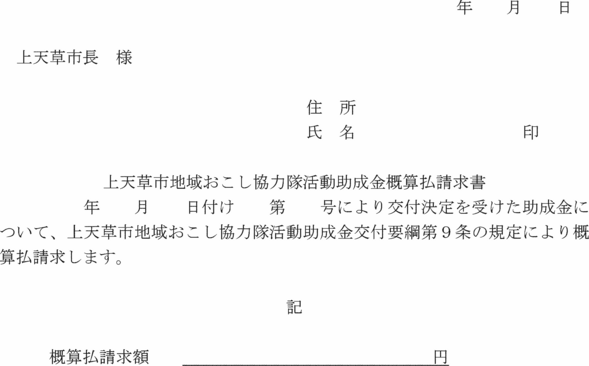 年　　月　　日
上天草市長　様
住　所
氏　名　　　　　　　　　　印
上天草市地域おこし協力隊活動助成金概算払請求書
年　　月　　日付け　　第　　号により交付決定を受けた助成金に
ついて、上天草市地域おこし協力隊活動助成金交付要綱第９条の規定により概
算払請求します。
記
概算払請求額　　　　　　　　　　　　　　　　　円